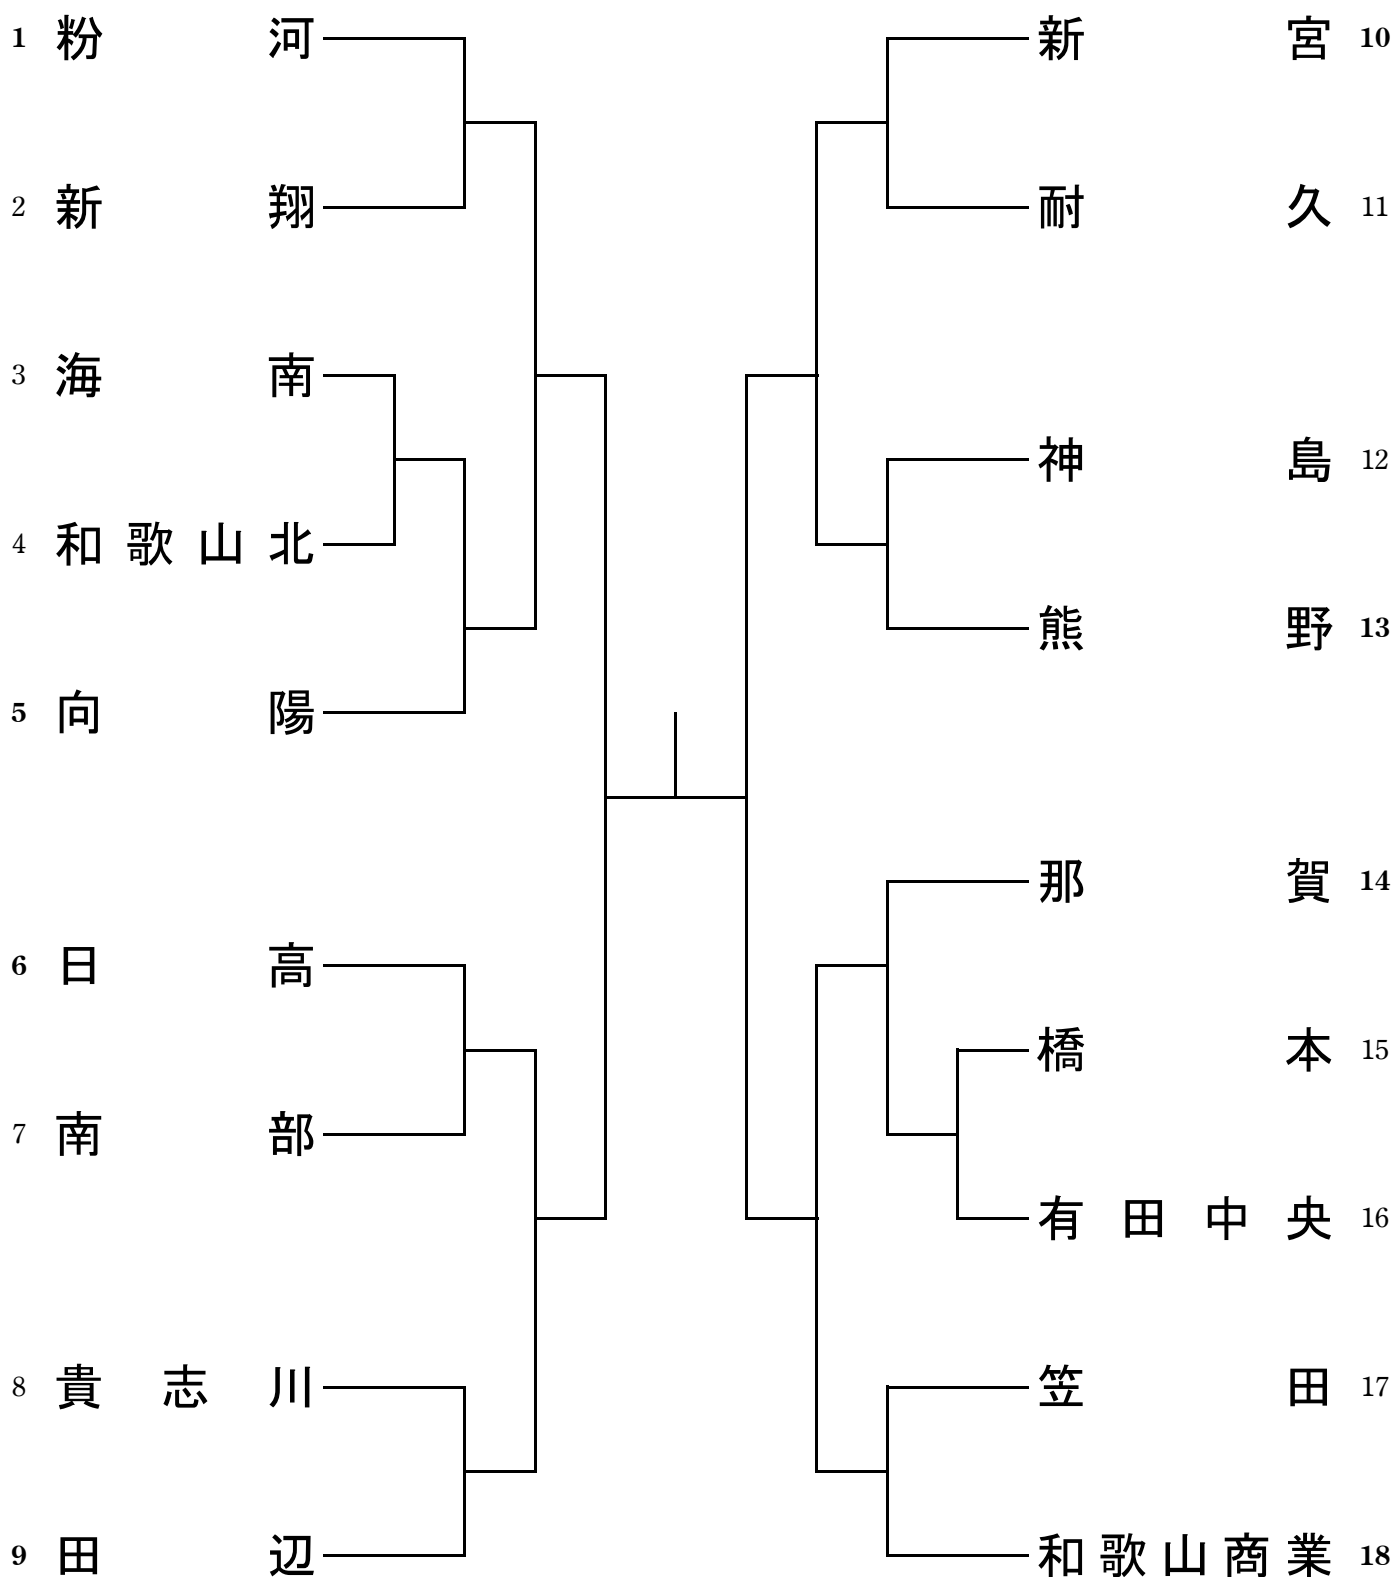 1 粉河
2 新翔
3 海南
4 和歌山北
5 向陽
6 日高
7 南部
8 貴志川
9 田辺
新宮 10
耐久 11
神島 12
熊野 13
那賀 14
橋本 15
有田中央 16
笠田 17
和歌山商業 18